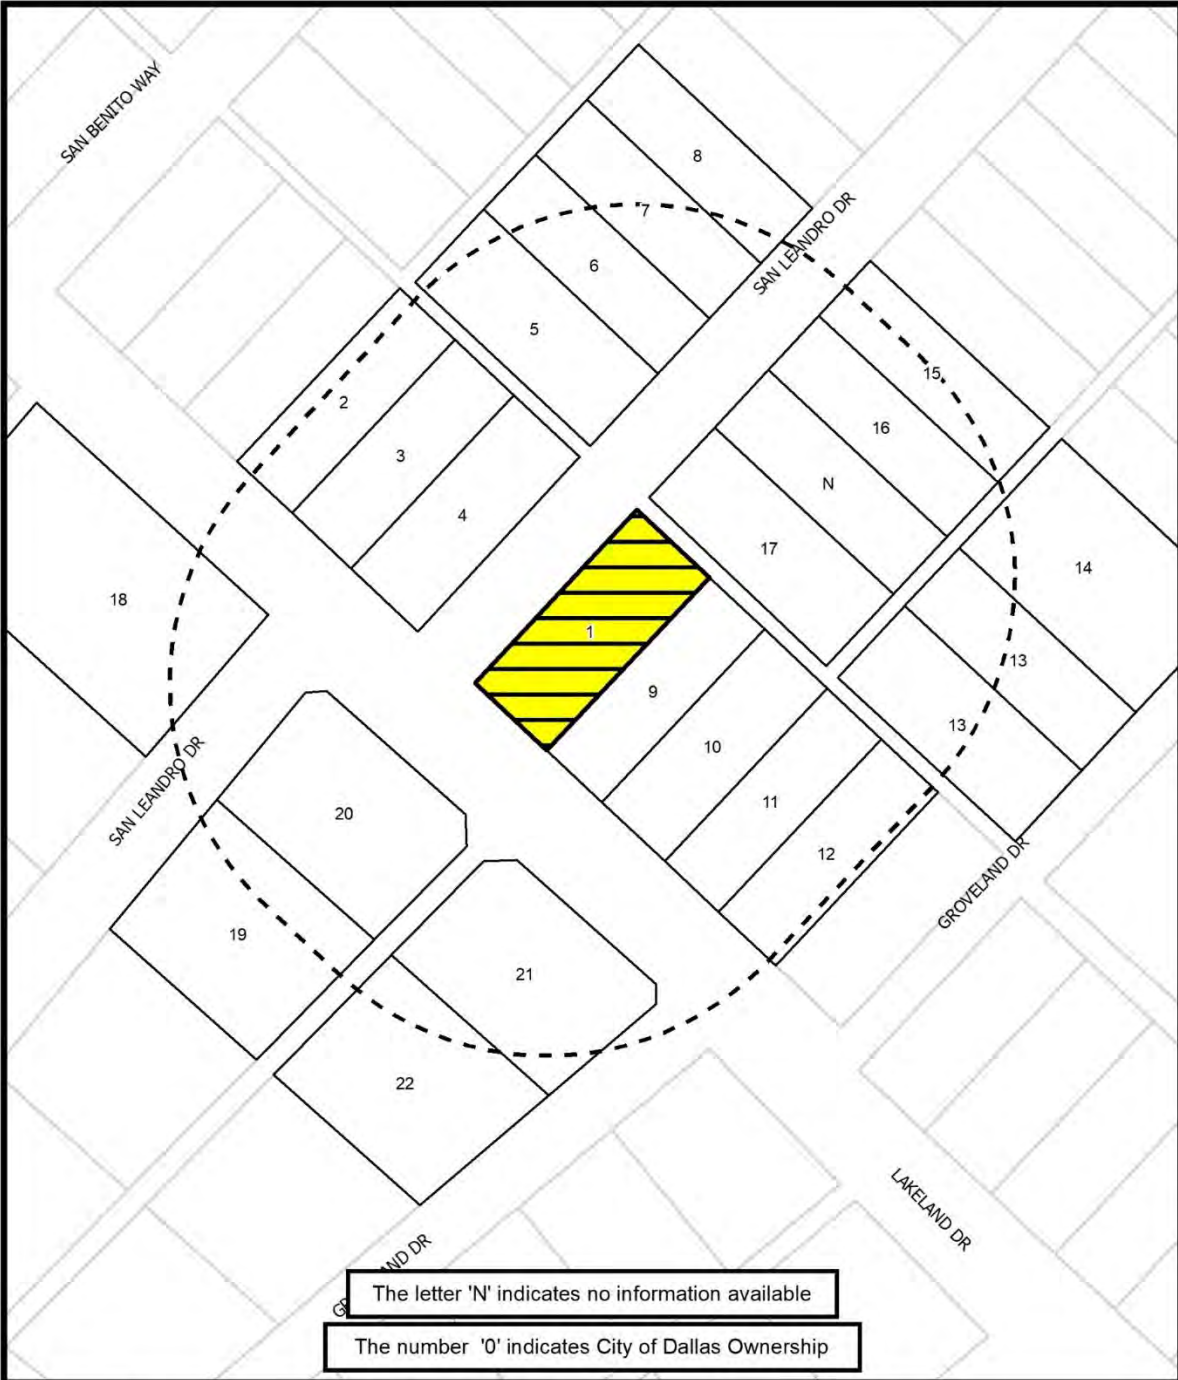 SAN BENITO WAY
8
7
SAN LEANDRO DR
6
5
15
2
16
3
N
4
17
14
18
1
13
9
13
10
SAN LEANDRO DR
11
20
12
GROVELAND DR
19
21
22
LAKELAND DR
AND DR
The letter 'N' indicates no information available
The number '0' indicates City of Dallas Ownership